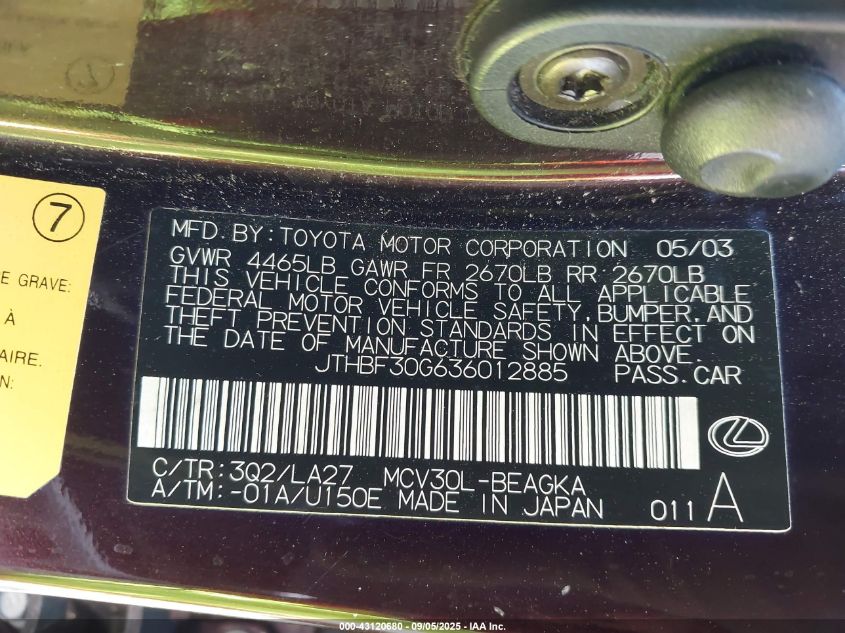 7
E GRAVE:
À
AIRE.
N:
MFD. BY: TOYOTA MOTOR CORPORATION 05/03
GVWR 4465LB GAWR FR 2670LB RR 2670LB
THIS VEHICLE CONFORMS TO ALL APPLICABLE
FEDERAL MOTOR VEHICLE SAFETY, BUMPER, AND
THEFT PREVENTION STANDARDS IN EFFECT ON
THE DATE OF MANUFACTURE SHOWN ABOVE.
JTHBF30G636012885 PASS. CAR
C/TR: 3Q2/LA27 MCV30L-BEAGKA
A/TM: -01A/U150E MADE IN JAPAN
011 A
000-43120680 - 09/05/2025 - IAA Inc.